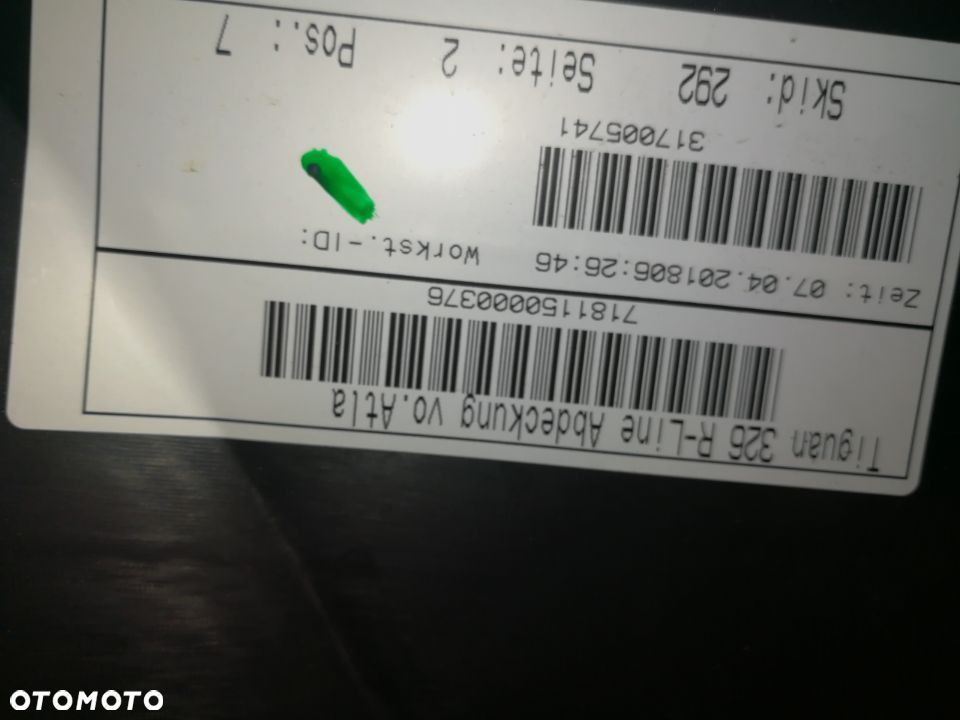 Tiguan 326 R-Line Abdeckung vo.Atla
7181150000376
Zeit: 07.04.201806:26:46 Workst.-ID:
317005741
Skid: 292 Seite: 2 Pos.: 7
OTOMOTO